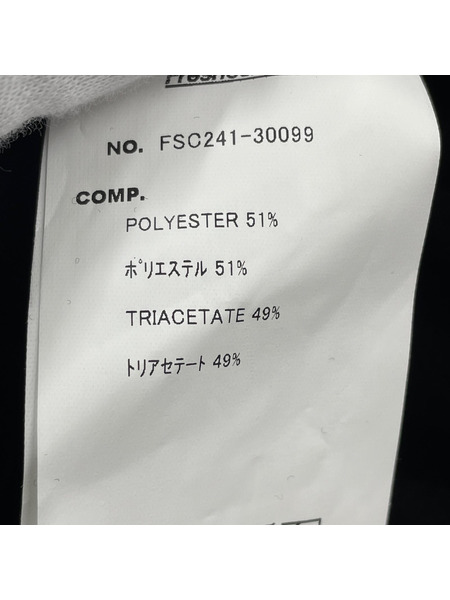 NO. FSC241-30099
COMP.
POLYESTER 51%
ﾎﾟﾘｴｽﾃﾙ 51%
TRIACETATE 49%
ﾄﾘｱｾﾃｰﾄ 49%